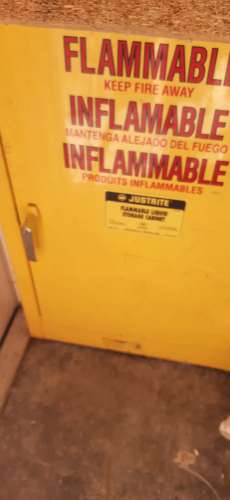 FLAMMABLE
KEEP FIRE AWAY
INFLAMABLE
MANTENGA ALEJADO DEL FUEGO
INFLAMMABLE
PRODUITS INFLAMMABLES
JUSTRITE
FLAMMABLE LIQUID
STORAGE CABINET